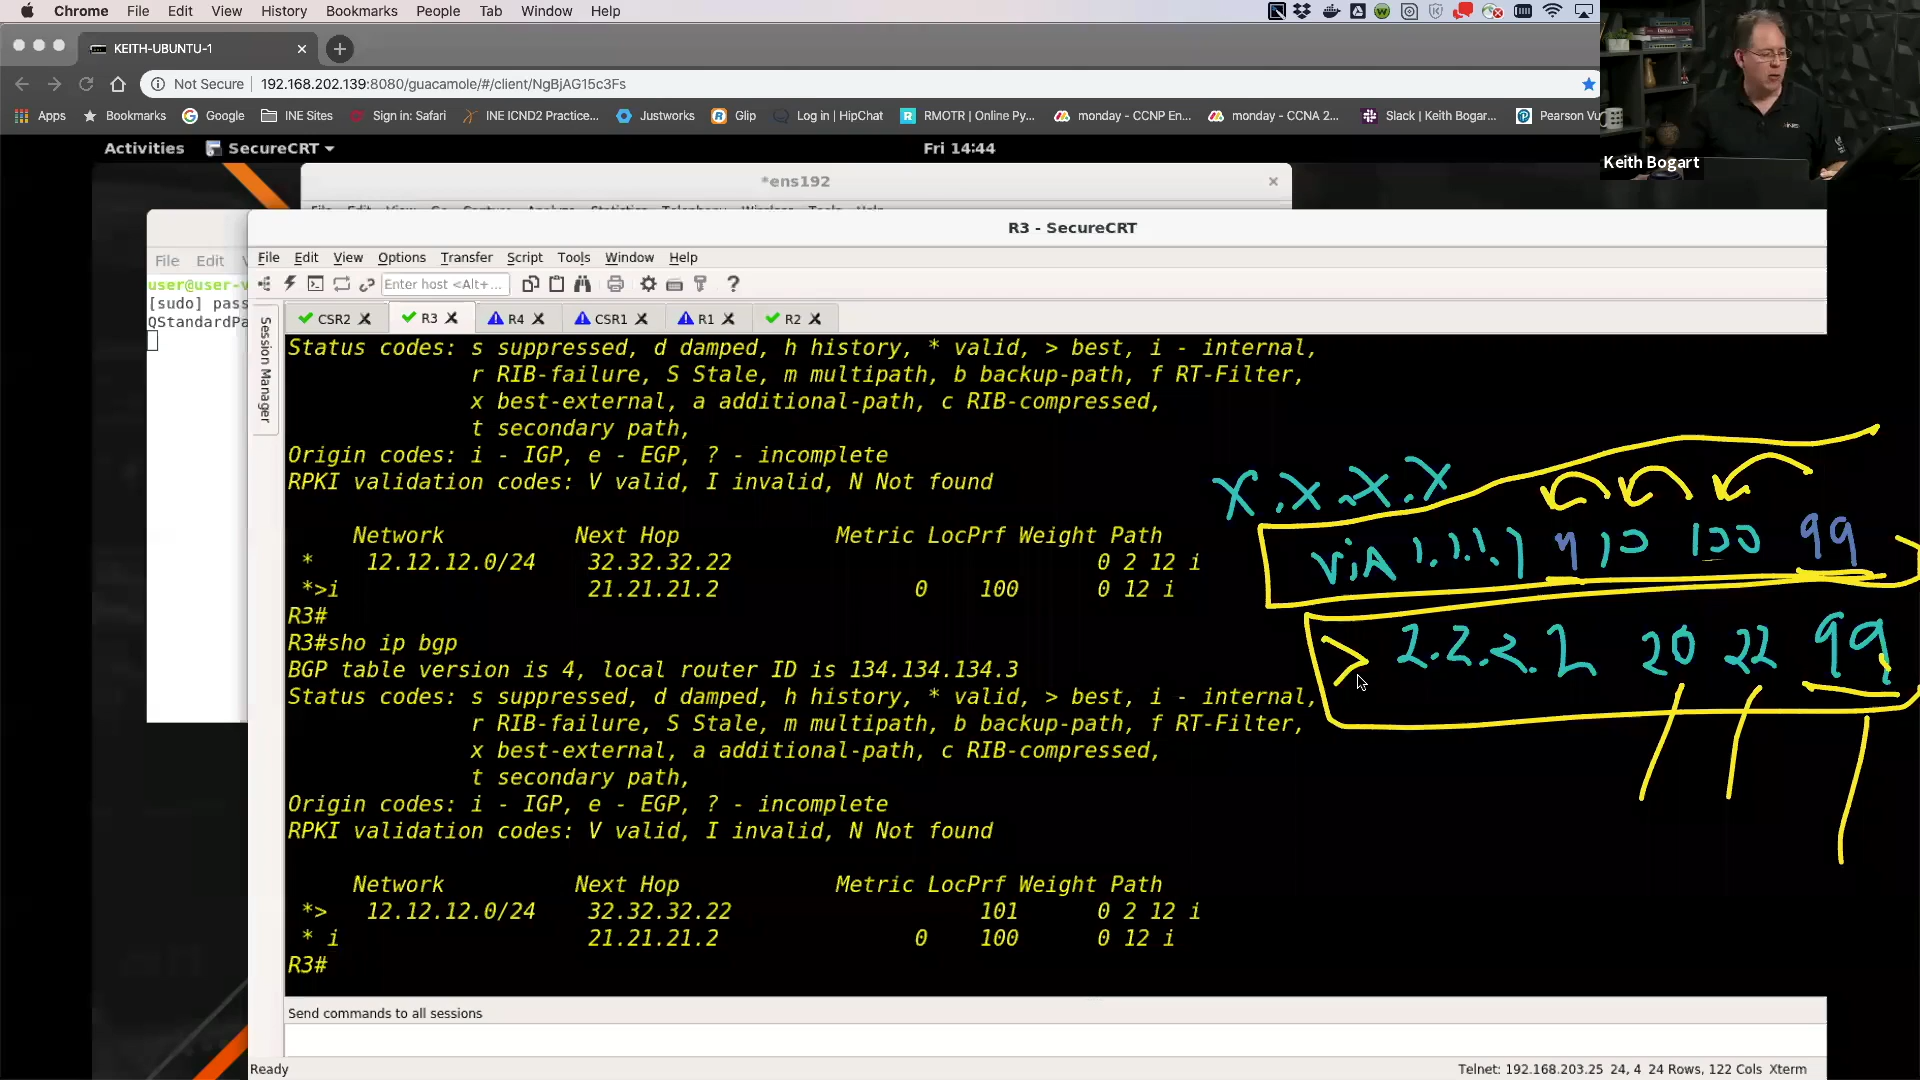 Chrome File Edit View History Bookmarks People Tab Window Help
KEITH-UBUNTU-1
Not Secure 192.168.202.139:8080/guacamole/#/client/NgBjAG15c3Fs
Apps Bookmarks Google INE Sites Sign in: Safari INE ICND2 Practice... Justworks Glip Log in | HipChat RMOTR | Online Py... monday - CCNP En... monday - CCNA 2... Slack | Keith Bogar... Pearson Vu
Keith Bogart
Activities SecureCRT Fri 14:44
*ens192
R3 - SecureCRT
File Edit
File Edit View Options Transfer Script Tools Window Help
user@user-v
[sudo] pass
QStandardPa
Enter host <Alt+...
Session Manager
CSR2 R3 R4 CSR1 R1 R2
Status codes: s suppressed, d damped, h history, * valid, > best, i - internal,
r RIB-failure, S Stale, m multipath, b backup-path, f RT-Filter,
x best-external, a additional-path, c RIB-compressed,
t secondary path,
Origin codes: i - IGP, e - EGP, ? - incomplete
RPKI validation codes: V valid, I invalid, N Not found
Network Next Hop Metric LocPrf Weight Path
* 12.12.12.0/24 32.32.32.22 0 2 12 i
*>i 21.21.21.2 0 100 0 12 i
R3#
R3#sho ip bgp
BGP table version is 4, local router ID is 134.134.134.3
Status codes: s suppressed, d damped, h history, * valid, > best, i - internal,
r RIB-failure, S Stale, m multipath, b backup-path, f RT-Filter,
x best-external, a additional-path, c RIB-compressed,
t secondary path,
Origin codes: i - IGP, e - EGP, ? - incomplete
RPKI validation codes: V valid, I invalid, N Not found
Network Next Hop Metric LocPrf Weight Path
*> 12.12.12.0/24 32.32.32.22 101 0 2 12 i
* i 21.21.21.2 0 100 0 12 i
R3#
X.X.X.X
ViA 1.1.1.1 9 10 100 99
> 2.2.2.2 20 22 99
Send commands to all sessions
Ready Telnet: 192.168.203.25 24, 4 24 Rows, 122 Cols Xterm